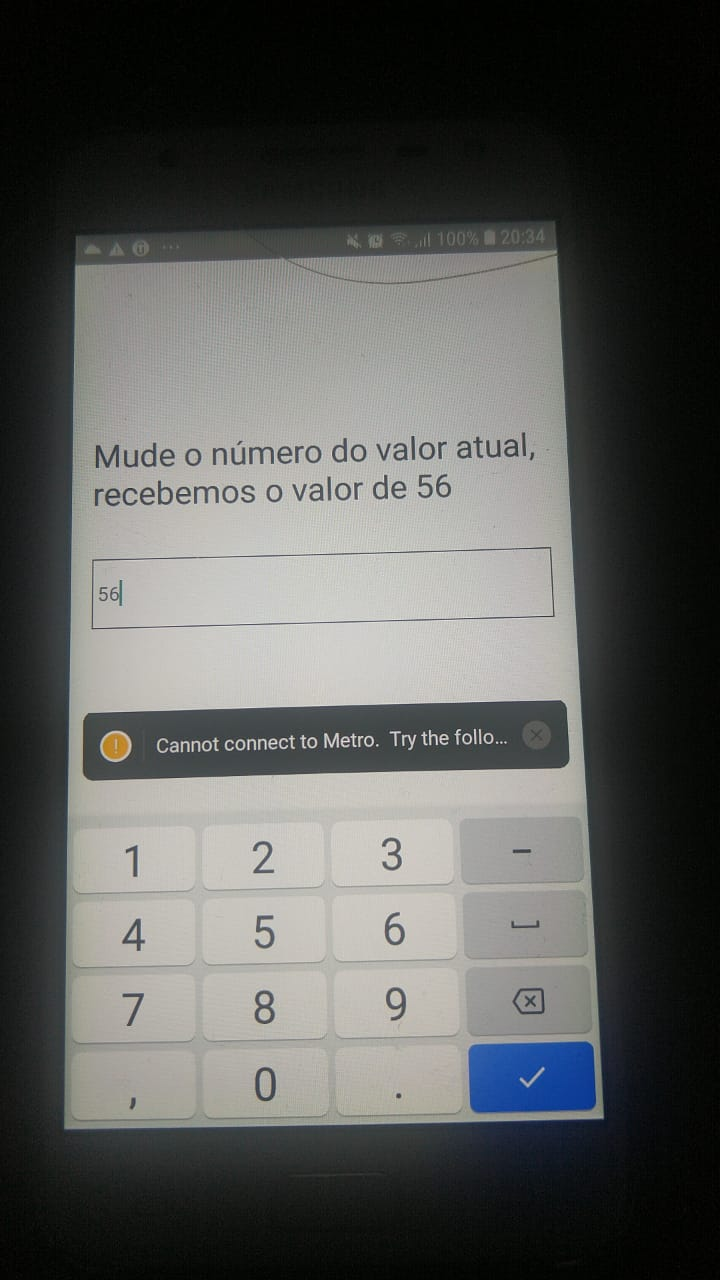 100% 20:34
Mude o número do valor atual,
recebemos o valor de 56
56
Cannot connect to Metro. Try the follo...
1 2 3 -
4 5 6
7 8 9
, 0 .